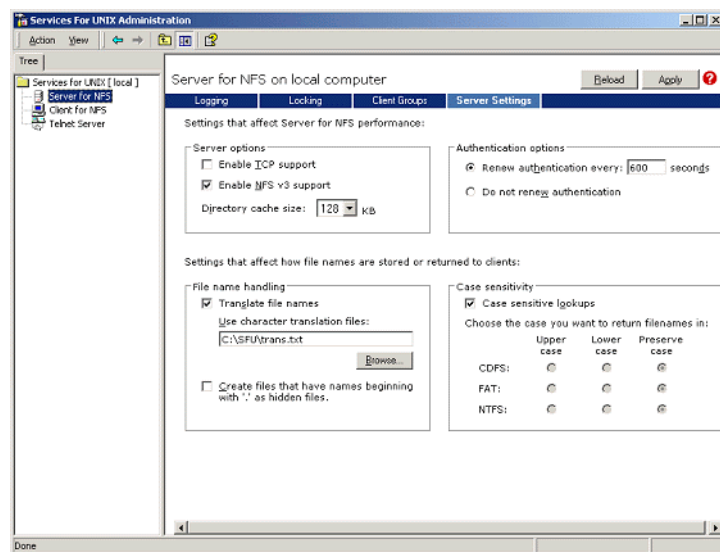 Services For UNIX Administration
Action View
Tree
Services for UNIX [ local ]
Server for NFS
Client for NFS
Telnet Server
Server for NFS on local computer
Reload
Apply
?
Logging
Locking
Client Groups
Server Settings
Settings that affect Server for NFS performance:
Server options
Enable TCP support
Enable NFS v3 support
Directory cache size: 128 KB
Authentication options
Renew authentication every: 600 seconds
Do not renew authentication
Settings that affect how file names are stored or returned to clients:
File name handling
Translate file names
Use character translation files:
C:\SFU\trans.txt
Browse...
Create files that have names beginning
with '.' as hidden files.
Case sensitivity
Case sensitive lookups
Choose the case you want to return filenames in:
Upper case
Lower case
Preserve case
CDFS:
FAT:
NTFS:
Done